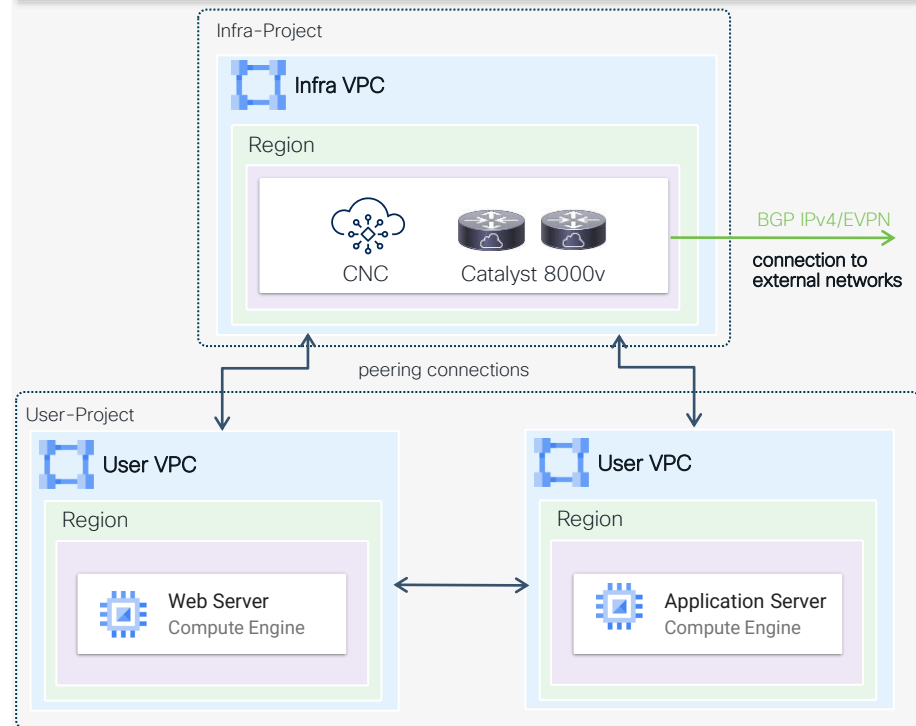 Infra-Project
Infra VPC
Region
CNC
Catalyst 8000v
BGP IPv4/EVPN
connection to
external networks
peering connections
User-Project
User VPC
Region
Web Server
Compute Engine
User VPC
Region
Application Server
Compute Engine